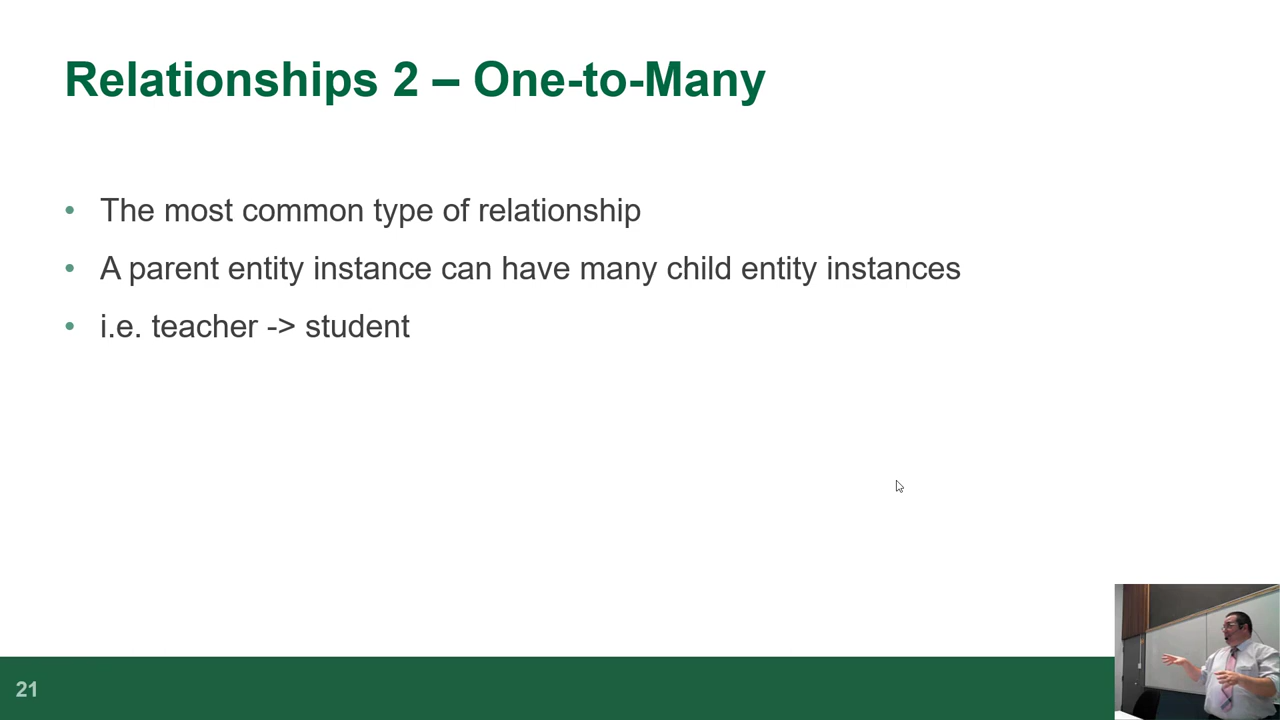 Relationships 2 – One-to-Many
• The most common type of relationship
• A parent entity instance can have many child entity instances
• i.e. teacher -> student
21